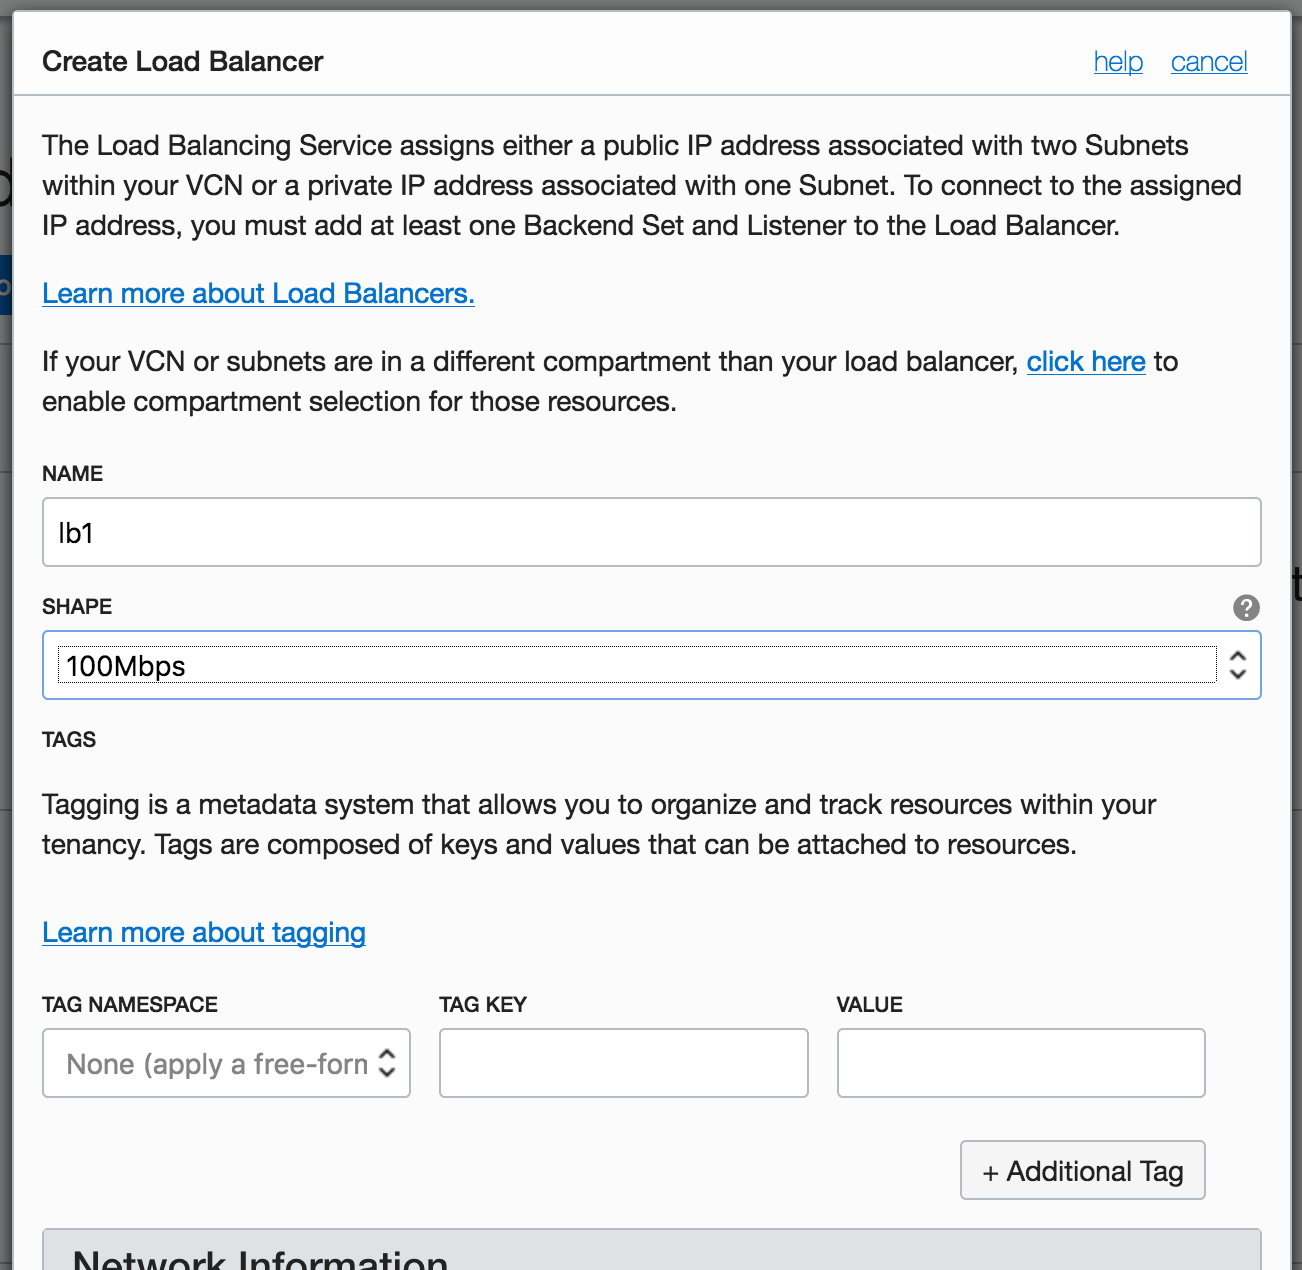 Create Load Balancer
help cancel
The Load Balancing Service assigns either a public IP address associated with two Subnets
within your VCN or a private IP address associated with one Subnet. To connect to the assigned
IP address, you must add at least one Backend Set and Listener to the Load Balancer.
Learn more about Load Balancers.
If your VCN or subnets are in a different compartment than your load balancer, click here to
enable compartment selection for those resources.
NAME
lb1
SHAPE
?
100Mbps
TAGS
Tagging is a metadata system that allows you to organize and track resources within your
tenancy. Tags are composed of keys and values that can be attached to resources.
Learn more about tagging
TAG NAMESPACE TAG KEY VALUE
None (apply a free-forn
+ Additional Tag
Network Information